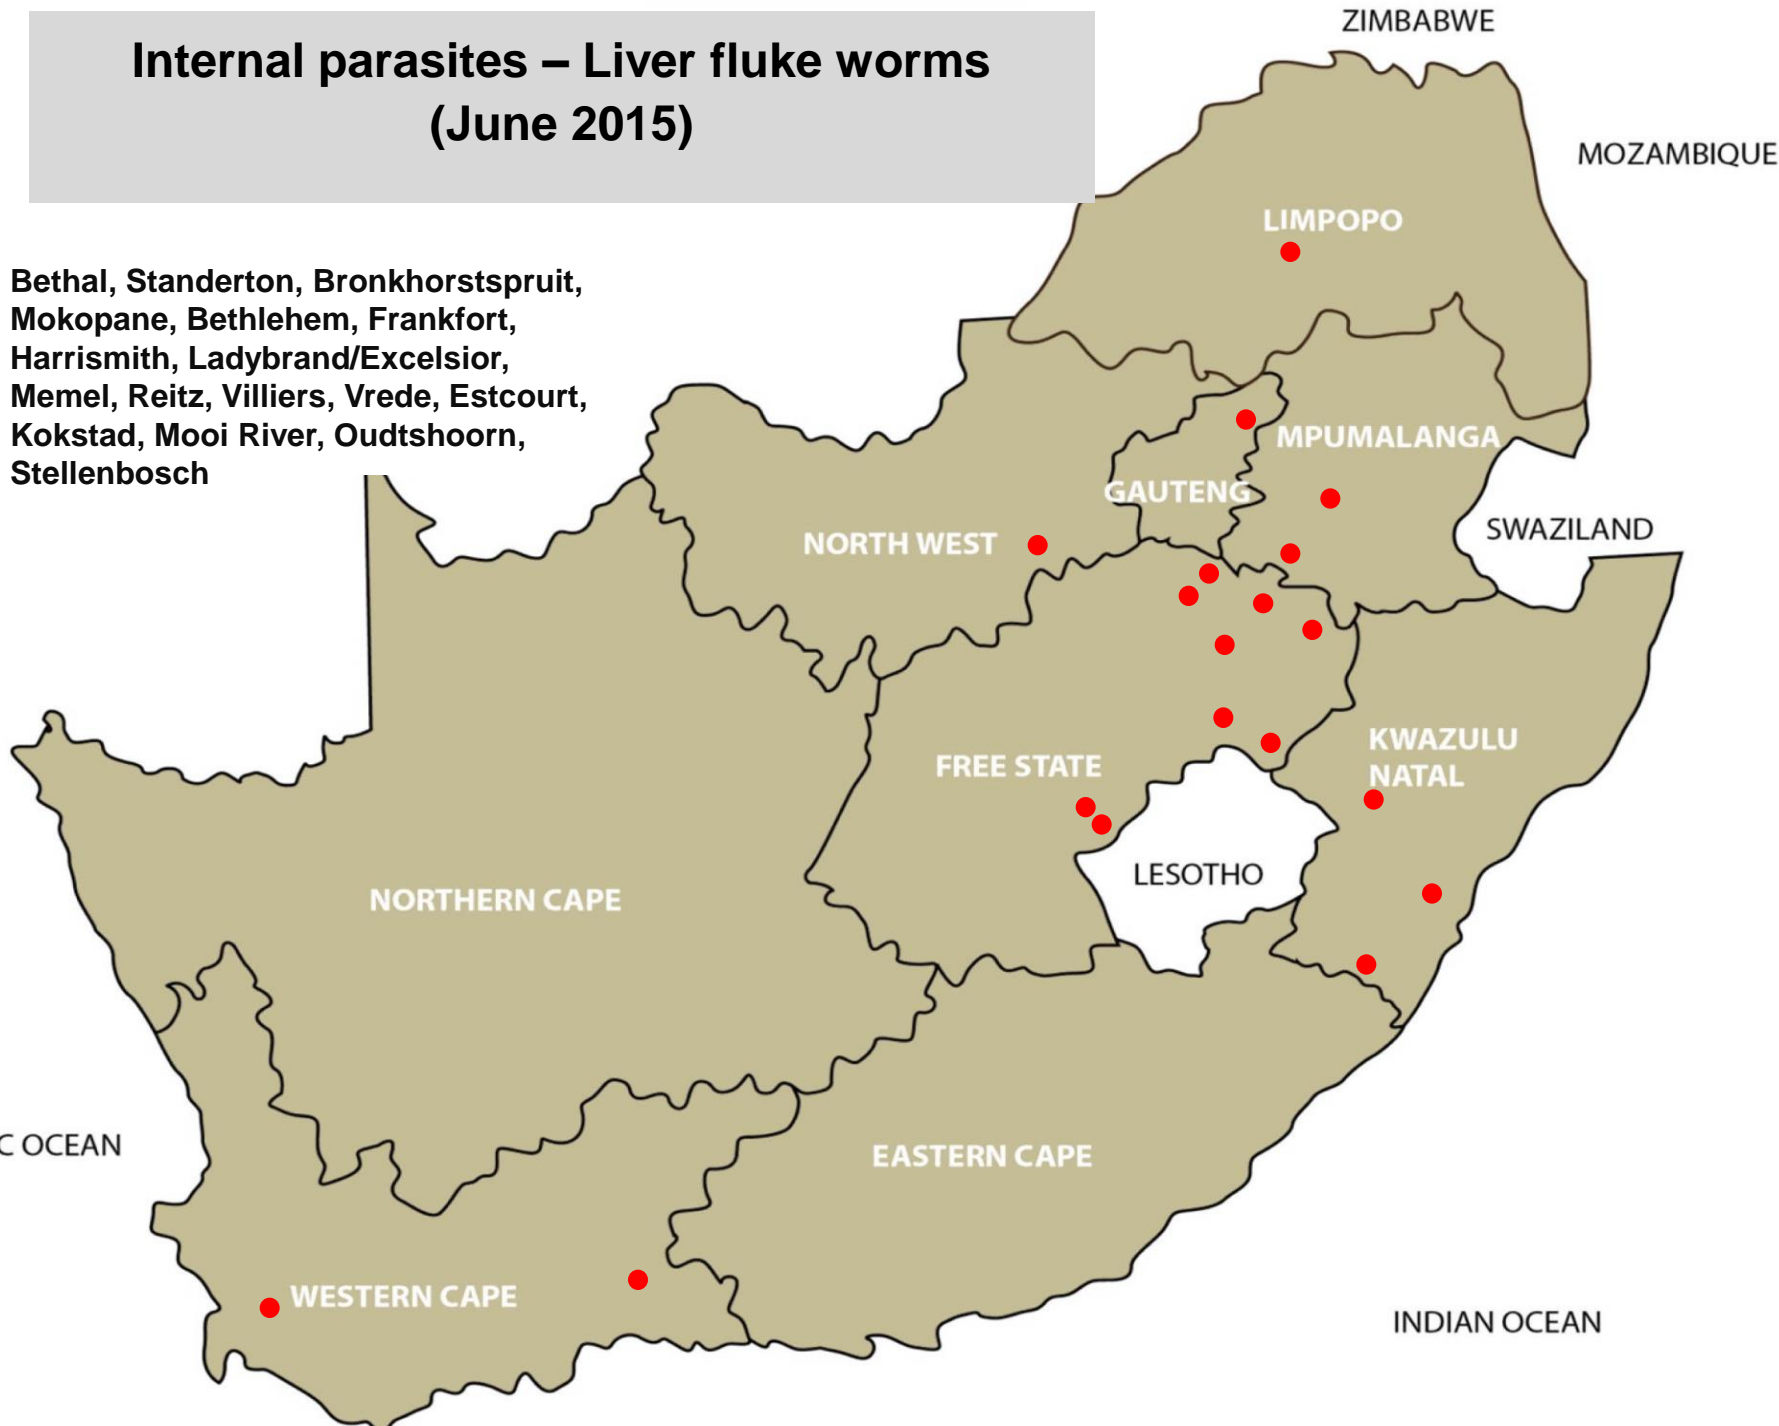 Internal parasites – Liver fluke worms
(June 2015)
ZIMBABWE
MOZAMBIQUE
LIMPOPO
Bethal, Standerton, Bronkhorstspruit,
Mokopane, Bethlehem, Frankfort,
Harrismith, Ladybrand/Excelsior,
Memel, Reitz, Villiers, Vrede, Estcourt,
Kokstad, Mooi River, Oudtshoorn,
Stellenbosch
MPUMALANGA
GAUTENG
SWAZILAND
NORTH WEST
KWAZULU
NATAL
FREE STATE
LESOTHO
NORTHERN CAPE
C OCEAN
EASTERN CAPE
WESTERN CAPE
INDIAN OCEAN